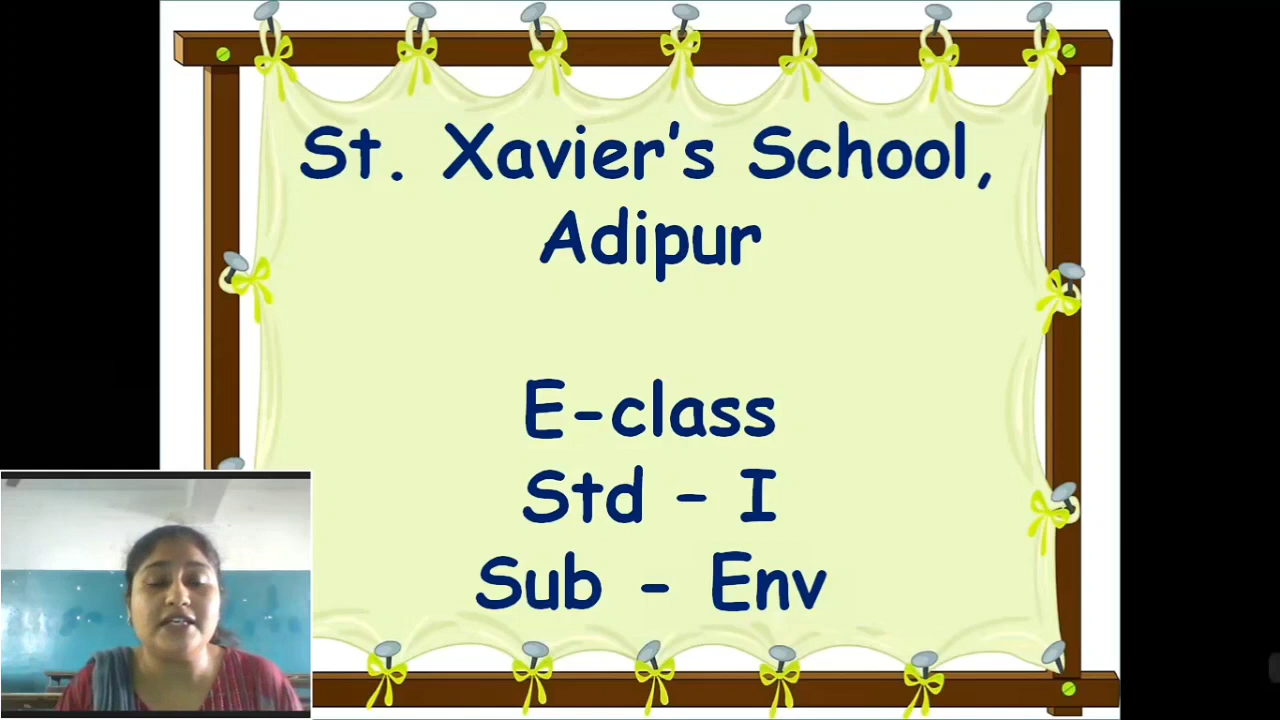 St. Xavier’s School,
Adipur
E-class
Std – I
Sub – Env